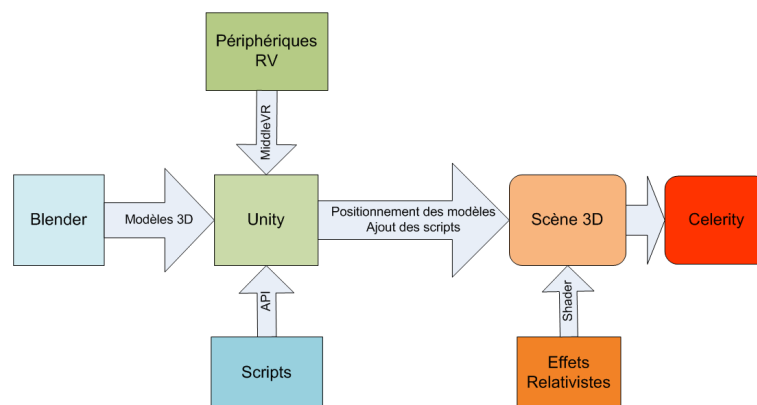 Périphériques
RV
MiddleVR
Blender
Modèles 3D
Unity
Positionnement des modèles
Ajout des scripts
Scène 3D
Celerity
API
Shader
Scripts
Effets
Relativistes